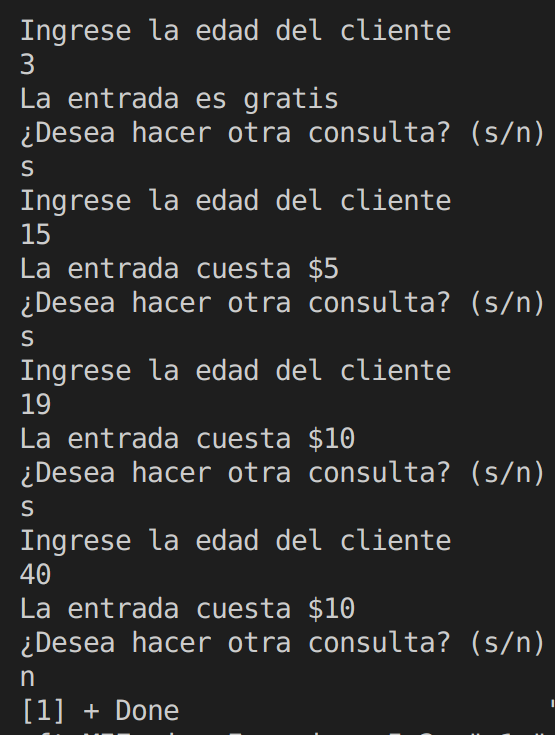 Ingrese la edad del cliente
3
La entrada es gratis
¿Desea hacer otra consulta? (s/n)
s
Ingrese la edad del cliente
15
La entrada cuesta $5
¿Desea hacer otra consulta? (s/n)
s
Ingrese la edad del cliente
19
La entrada cuesta $10
¿Desea hacer otra consulta? (s/n)
s
Ingrese la edad del cliente
40
La entrada cuesta $10
¿Desea hacer otra consulta? (s/n)
n
[1] + Done